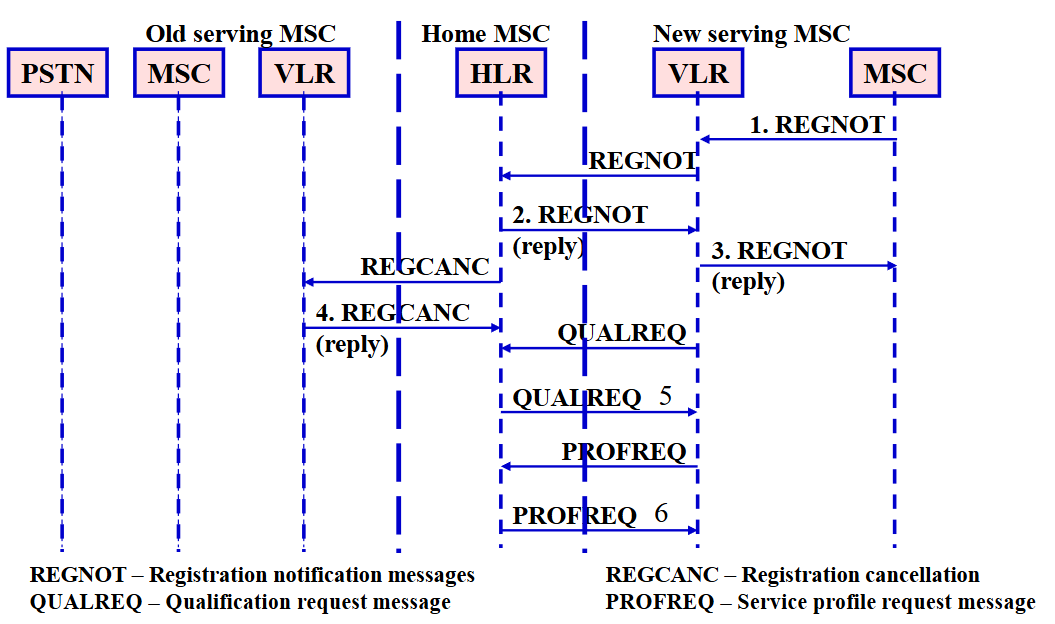 Old serving MSC
Home MSC
New serving MSC
PSTN
MSC
VLR
HLR
VLR
MSC
1. REGNOT
REGNOT
2. REGNOT
(reply)
3. REGNOT
(reply)
REGCANC
4. REGCANC
(reply)
QUALREQ
QUALREQ 5
PROFREQ
PROFREQ 6
REGNOT – Registration notification messages
QUALREQ – Qualification request message
REGCANC – Registration cancellation
PROFREQ – Service profile request message